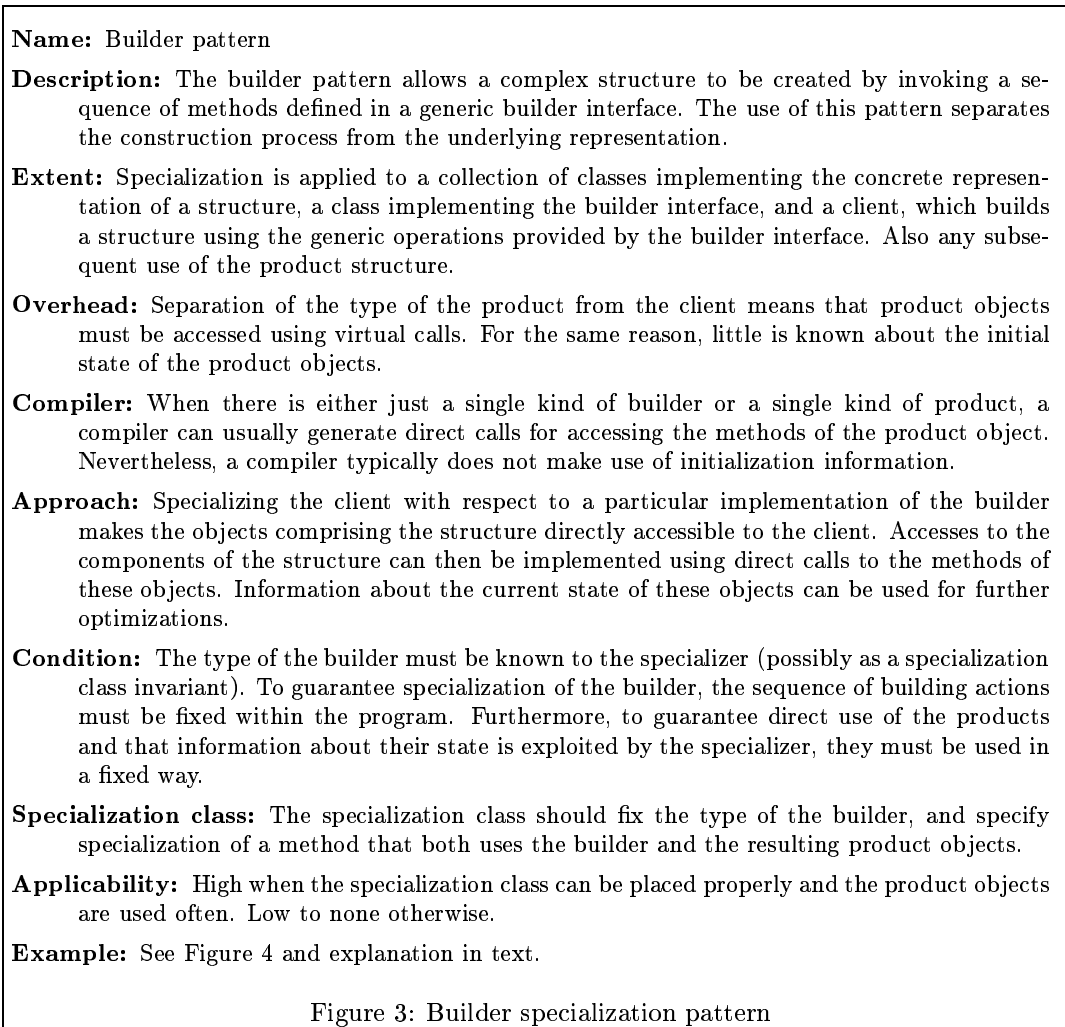 Name: Builder pattern
Description: The builder pattern allows a complex structure to be created by invoking a se-
quence of methods defined in a generic builder interface. The use of this pattern separates
the construction process from the underlying representation.
Extent: Specialization is applied to a collection of classes implementing the concrete represen-
tation of a structure, a class implementing the builder interface, and a client, which builds
a structure using the generic operations provided by the builder interface. Also any subse-
quent use of the product structure.
Overhead: Separation of the type of the product from the client means that product objects
must be accessed using virtual calls. For the same reason, little is known about the initial
state of the product objects.
Compiler: When there is either just a single kind of builder or a single kind of product, a
compiler can usually generate direct calls for accessing the methods of the product object.
Nevertheless, a compiler typically does not make use of initialization information.
Approach: Specializing the client with respect to a particular implementation of the builder
makes the objects comprising the structure directly accessible to the client. Accesses to the
components of the structure can then be implemented using direct calls to the methods of
these objects. Information about the current state of these objects can be used for further
optimizations.
Condition: The type of the builder must be known to the specializer (possibly as a specialization
class invariant). To guarantee specialization of the builder, the sequence of building actions
must be fixed within the program. Furthermore, to guarantee direct use of the products
and that information about their state is exploited by the specializer, they must be used in
a fixed way.
Specialization class: The specialization class should fix the type of the builder, and specify
specialization of a method that both uses the builder and the resulting product objects.
Applicability: High when the specialization class can be placed properly and the product objects
are used often. Low to none otherwise.
Example: See Figure 4 and explanation in text.
Figure 3: Builder specialization pattern